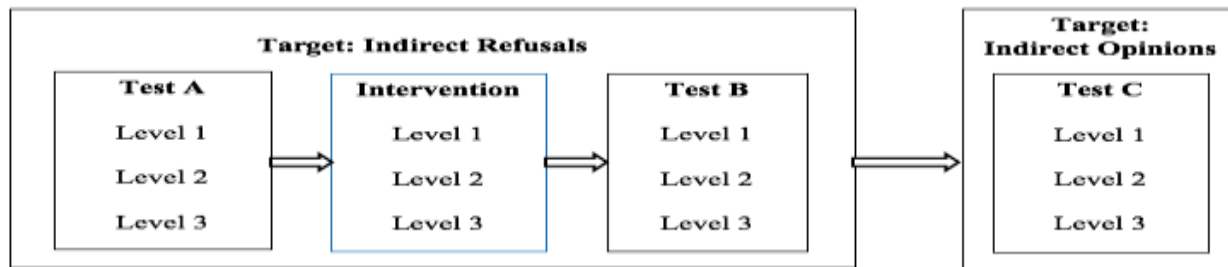 Target: Indirect Refusals
Test A
Level 1
Level 2
Level 3
Intervention
Level 1
Level 2
Level 3
Test B
Level 1
Level 2
Level 3
Target:
Indirect Opinions
Test C
Level 1
Level 2
Level 3